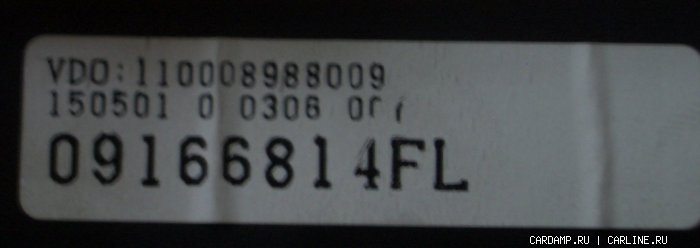 VDO:110008988009
150501 0 0306
09166814FL
CARDAMP.RU | CARLINE.RU